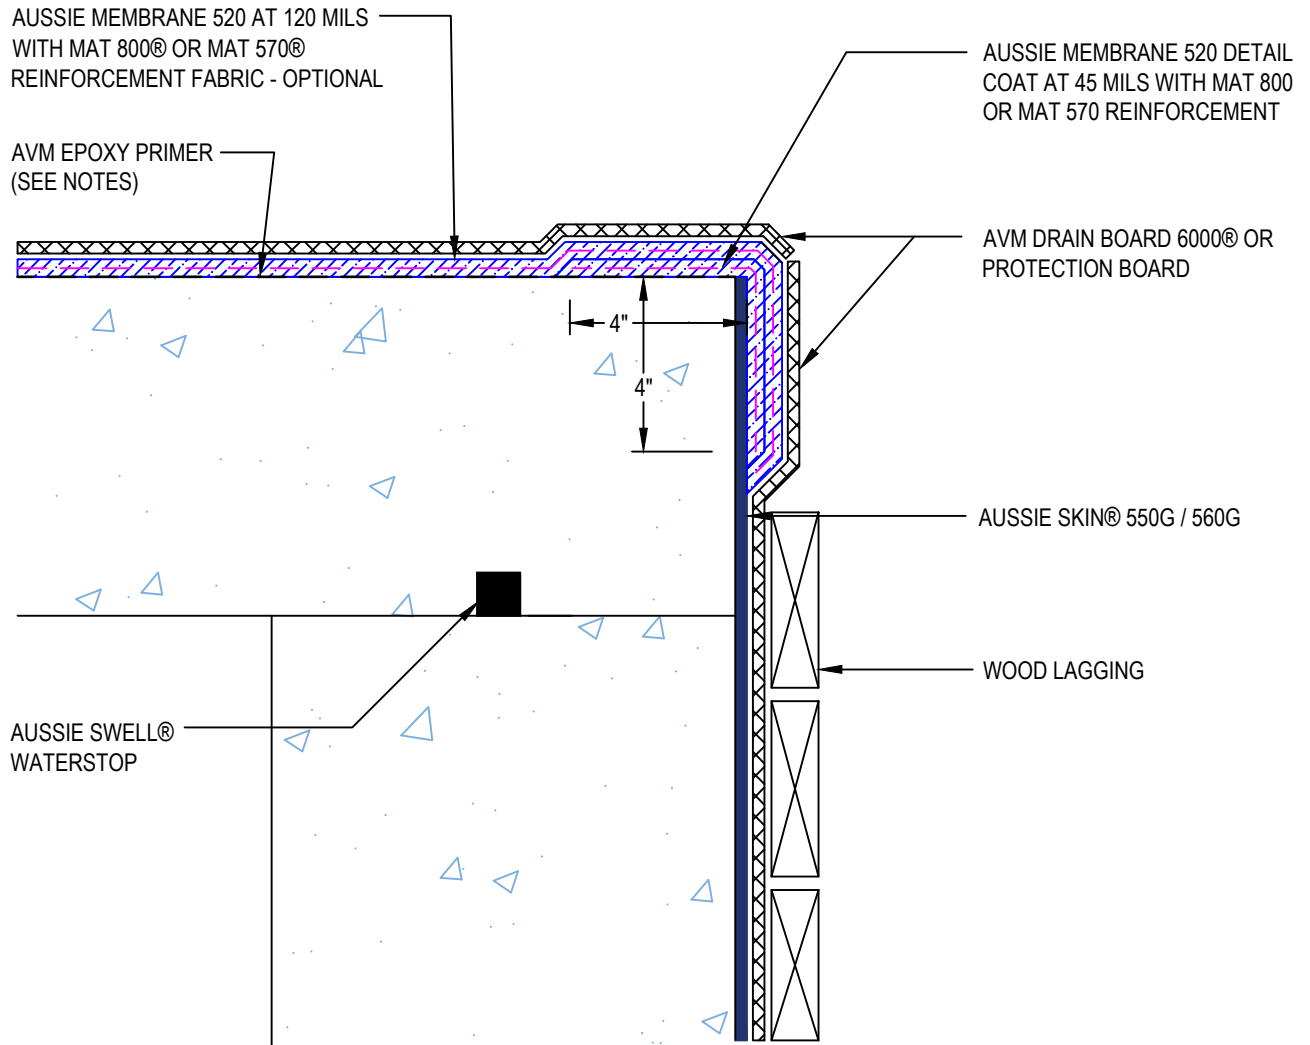 AUSSIE MEMBRANE 520 AT 120 MILS
WITH MAT 800® OR MAT 570®
REINFORCEMENT FABRIC - OPTIONAL
AVM EPOXY PRIMER
(SEE NOTES)
AUSSIE MEMBRANE 520 DETAIL
COAT AT 45 MILS WITH MAT 800
OR MAT 570 REINFORCEMENT
AVM DRAIN BOARD 6000® OR
PROTECTION BOARD
4"
4"
AUSSIE SKIN® 550G / 560G
WOOD LAGGING
AUSSIE SWELL®
WATERSTOP